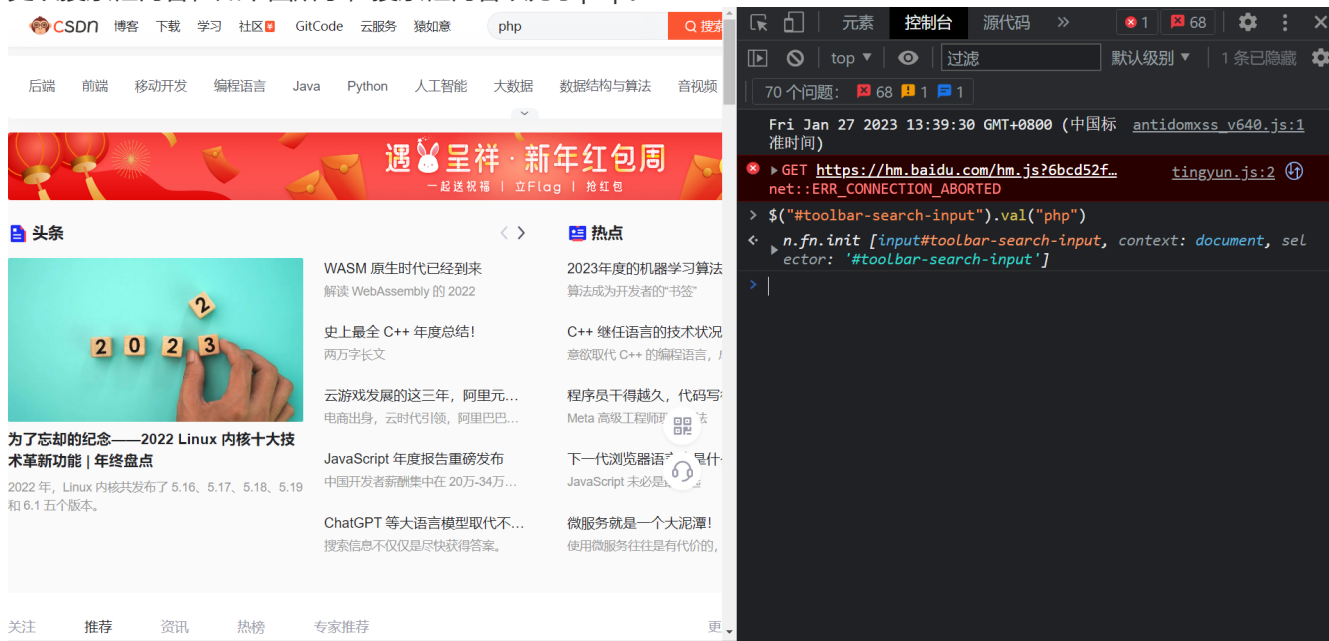 CSDN 博客 下载 学习 社区 GitCode 云服务 猿如意 php 搜索
后端 前端 移动开发 编程语言 Java Python 人工智能 大数据 数据结构与算法 音视频
遇呈祥·新年红包周
一起送祝福 | 立Flag | 抢红包
头条
2 0 2 3 2
为了忘却的纪念——2022 Linux 内核十大技
术革新功能 | 年终盘点
2022 年，Linux 内核共发布了 5.16、5.17、5.18、5.19
和 6.1 五个版本。
WASM 原生时代已经到来
解读 WebAssembly 的 2022
史上最全 C++ 年度总结！
两万字长文
云游戏发展的这三年，阿里元...
电商出身，云时代引领，阿里巴巴...
JavaScript 年度报告重磅发布
中国开发者薪酬集中在 20万-34万...
ChatGPT 等大语言模型取代不...
搜索信息不仅仅是尽快获得答案。
热点
2023年度的机器学习算法
算法成为开发者的“书签”
C++ 继任语言的技术状况
意欲取代 C++ 的编程语言，
程序员干得越久，代码写
Meta 高级工程师 法
下一代浏览器语 是什
JavaScript 未必是
微服务就是一个大泥潭！
使用微服务往往是有代价的，
关注 推荐 资讯 热榜 专家推荐 更
元素 控制台 源代码 » 1 68
top 过滤 默认级别 1 条已隐藏
70 个问题： 68 1 1
Fri Jan 27 2023 13:39:30 GMT+0800 (中国标 antidomxss_v640.js:1
准时间)
GET https://hm.baidu.com/hm.js?6bcd52f… tingyun.js:2
net::ERR_CONNECTION_ABORTED
> $("#toolbar-search-input").val("php")
n.fn.init [input#toolbar-search-input, context: document, sel
ector: '#toolbar-search-input']
>